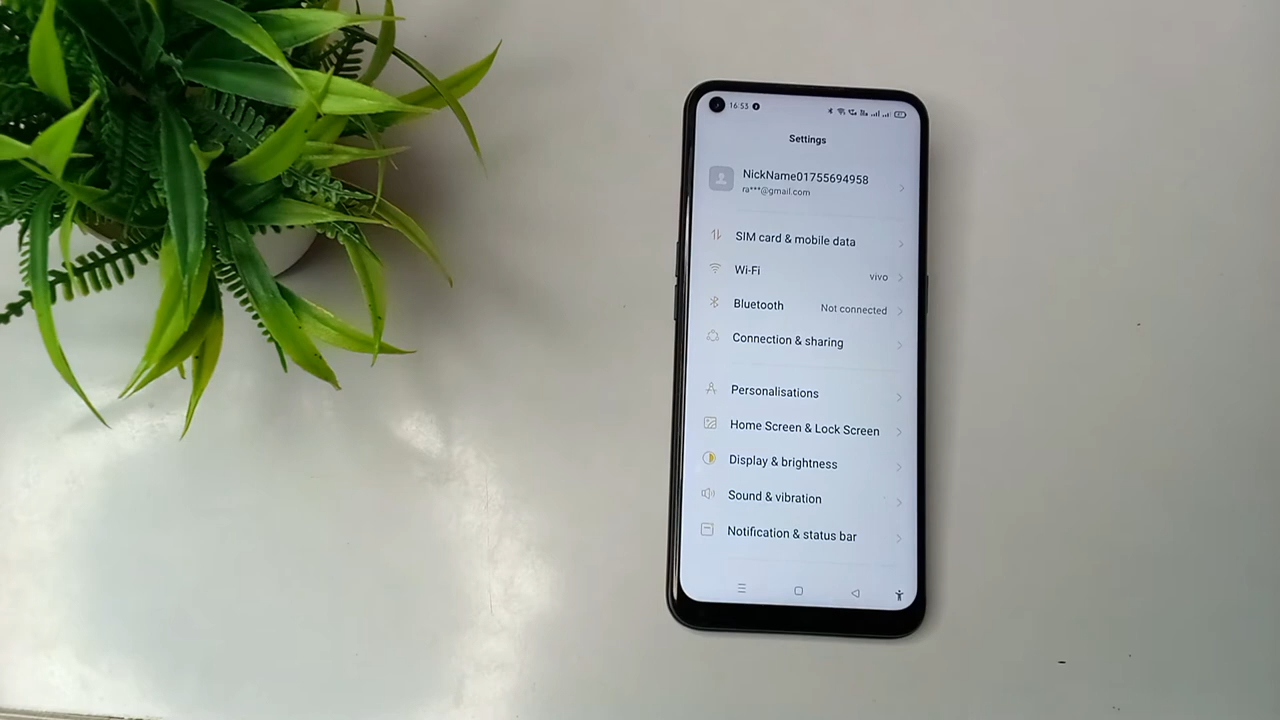 16:53
Settings
NickName01755694958
ra***@gmail.com
SIM card & mobile data
Wi-Fi
vivo
Bluetooth
Not connected
Connection & sharing
Personalisations
Home Screen & Lock Screen
Display & brightness
Sound & vibration
Notification & status bar